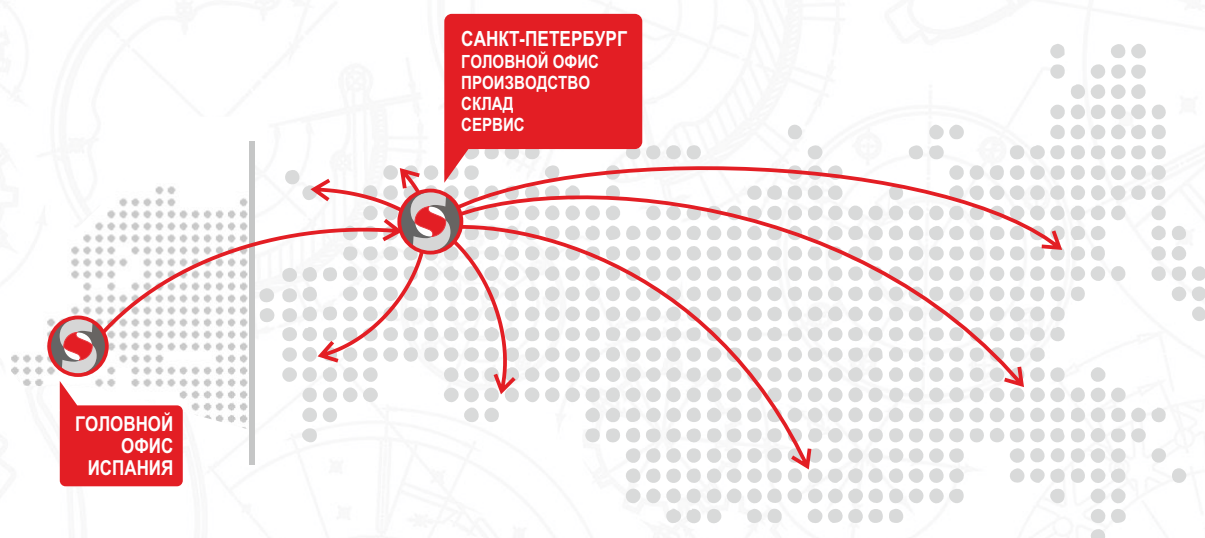 САНКТ-ПЕТЕРБУРГ
ГОЛОВНОЙ ОФИС
ПРОИЗВОДСТВО
СКЛАД
СЕРВИС
ГОЛОВНОЙ
ОФИС
ИСПАНИЯ